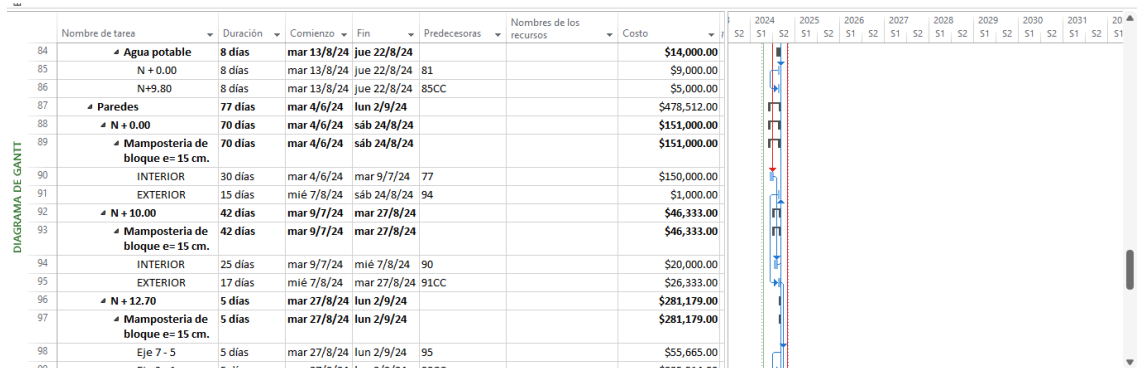 Nombre de tarea Duración Comienzo Fin Predecesoras Nombres de los recursos Costo
2024 2025 2026 2027 2028 2029 2030 2031 20
S2 S1 S2 S1 S2 S1 S2 S1 S2 S1 S2 S1 S2 S1 S2 S1 S2 S1
DIAGRAMA DE GANTT
84 Agua potable 8 días mar 13/8/24 jue 22/8/24 $14,000.00
85 N + 0.00 8 días mar 13/8/24 jue 22/8/24 81 $9,000.00
86 N+9.80 8 días mar 13/8/24 jue 22/8/24 85CC $5,000.00
87 Paredes 77 días mar 4/6/24 lun 2/9/24 $478,512.00
88 N + 0.00 70 días mar 4/6/24 sáb 24/8/24 $151,000.00
89 Mamposteria de bloque e= 15 cm. 70 días mar 4/6/24 sáb 24/8/24 $151,000.00
90 INTERIOR 30 días mar 4/6/24 mar 9/7/24 77 $150,000.00
91 EXTERIOR 15 días mié 7/8/24 sáb 24/8/24 94 $1,000.00
92 N + 10.00 42 días mar 9/7/24 mar 27/8/24 $46,333.00
93 Mamposteria de bloque e= 15 cm. 42 días mar 9/7/24 mar 27/8/24 $46,333.00
94 INTERIOR 25 días mar 9/7/24 mié 7/8/24 90 $20,000.00
95 EXTERIOR 17 días mié 7/8/24 mar 27/8/24 91CC $26,333.00
96 N + 12.70 5 días mar 27/8/24 lun 2/9/24 $281,179.00
97 Mamposteria de bloque e= 15 cm. 5 días mar 27/8/24 lun 2/9/24 $281,179.00
98 Eje 7 - 5 5 días mar 27/8/24 lun 2/9/24 95 $55,665.00